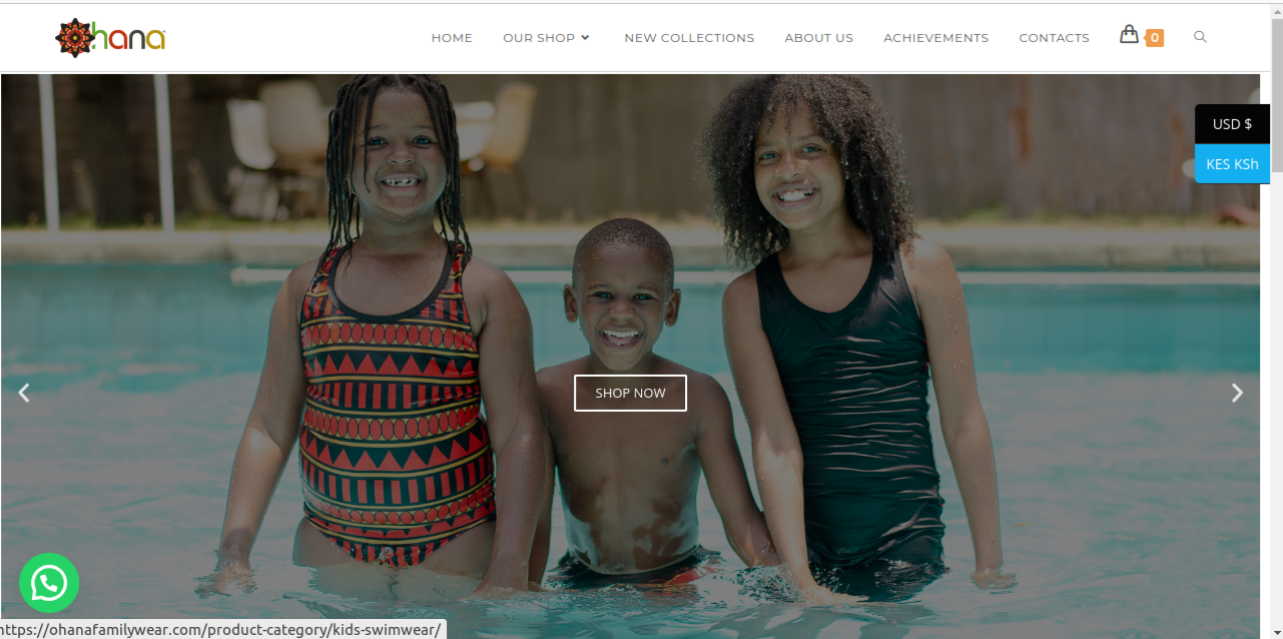 Ohana
HOME OUR SHOP NEW COLLECTIONS ABOUT US ACHIEVEMENTS CONTACTS 0
USD $
KES KSh
SHOP NOW
https://ohanafamilywear.com/product-category/kids-swimwear/